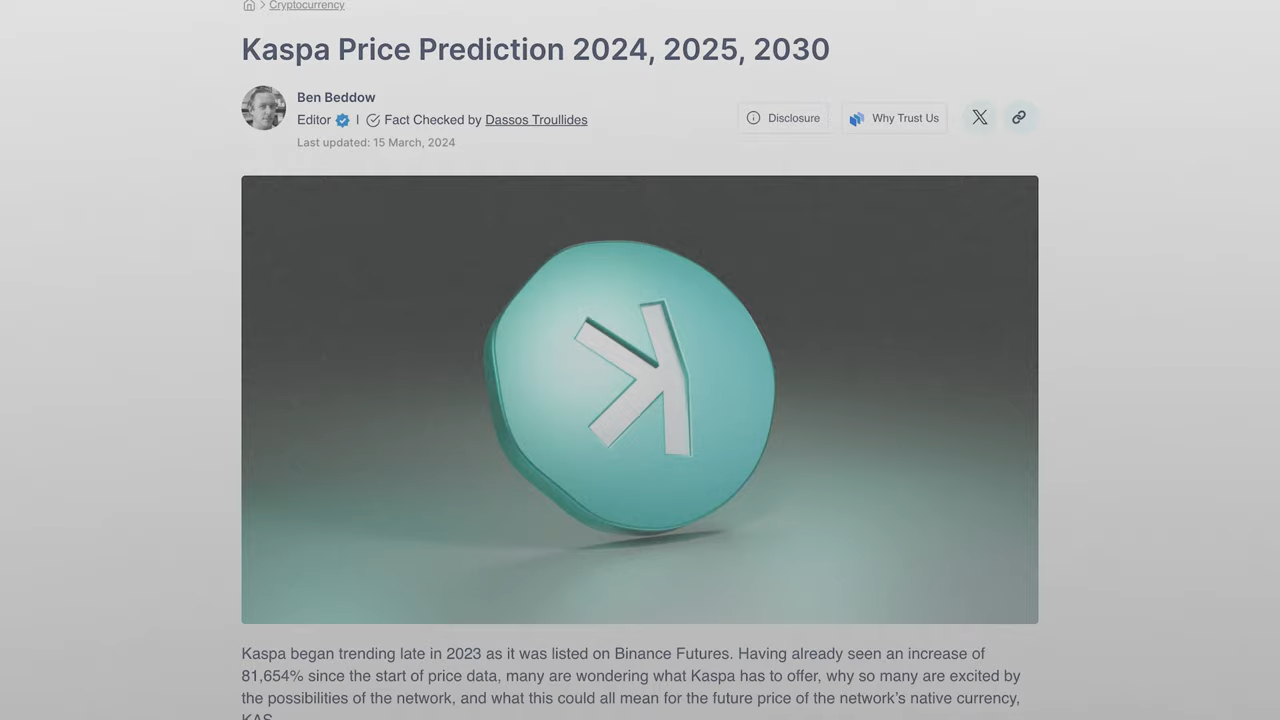 Cryptocurrency
Kaspa Price Prediction 2024, 2025, 2030
Ben Beddow
Editor | Fact Checked by Dassos Troullides
Disclosure
Why Trust Us
Last updated: 15 March, 2024
Kaspa began trending late in 2023 as it was listed on Binance Futures. Having already seen an increase of
81,654% since the start of price data, many are wondering what Kaspa has to offer, why so many are excited by
the possibilities of the network, and what this could all mean for the future price of the network's native currency,
KAS